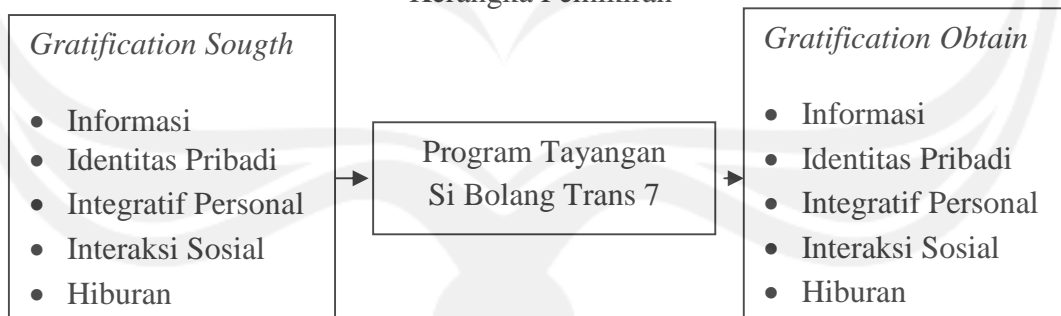 Kerangka Pemikiran
Gratification Sougth
• Informasi
• Identitas Pribadi
• Integratif Personal
• Interaksi Sosial
• Hiburan
Program Tayangan
Si Bolang Trans 7
Gratification Obtain
• Informasi
• Identitas Pribadi
• Integratif Personal
• Interaksi Sosial
• Hiburan